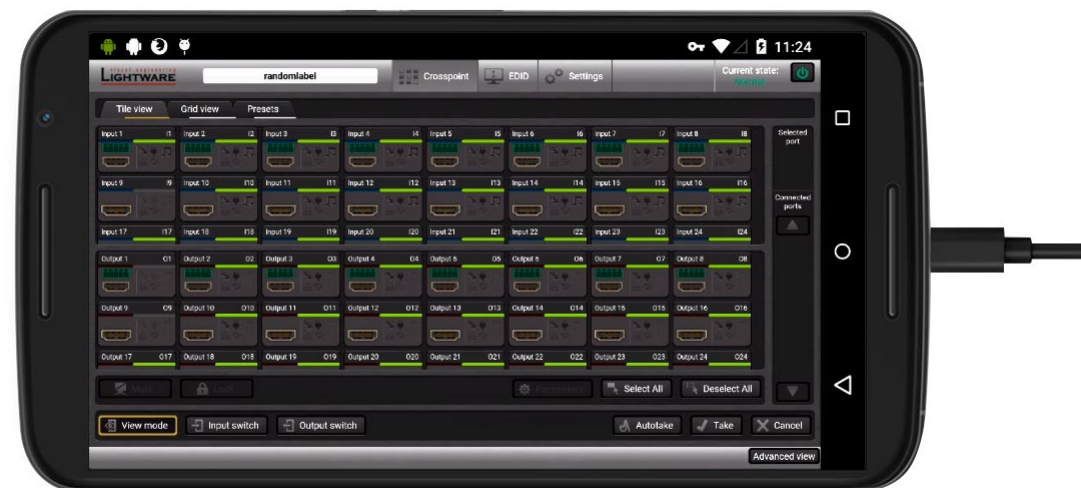 11:24
LIGHTWARE
randomlabel
Crosspoint
EDID
Settings
Current state:
Normal
Tile view Grid view Presets
Input 1 I1 Input 2 I2 Input 3 I3 Input 4 I4 Input 5 I5 Input 6 I6 Input 7 I7 Input 8 I8
Selected
port
Input 9 I9 Input 10 I10 Input 11 I11 Input 12 I12 Input 13 I13 Input 14 I14 Input 15 I15 Input 16 I16
Connected
ports
Input 17 I17 Input 18 I18 Input 19 I19 Input 20 I20 Input 21 I21 Input 22 I22 Input 23 I23 Input 24 I24
Output 1 O1 Output 2 O2 Output 3 O3 Output 4 O4 Output 5 O5 Output 6 O6 Output 7 O7 Output 8 O8
Output 9 O9 Output 10 O10 Output 11 O11 Output 12 O12 Output 13 O13 Output 14 O14 Output 15 O15 Output 16 O16
Output 17 O17 Output 18 O18 Output 19 O19 Output 20 O20 Output 21 O21 Output 22 O22 Output 23 O23 Output 24 O24
Mute Lock Parameters Select All Deselect All
View mode Input switch Output switch Autotake Take Cancel
Advanced view